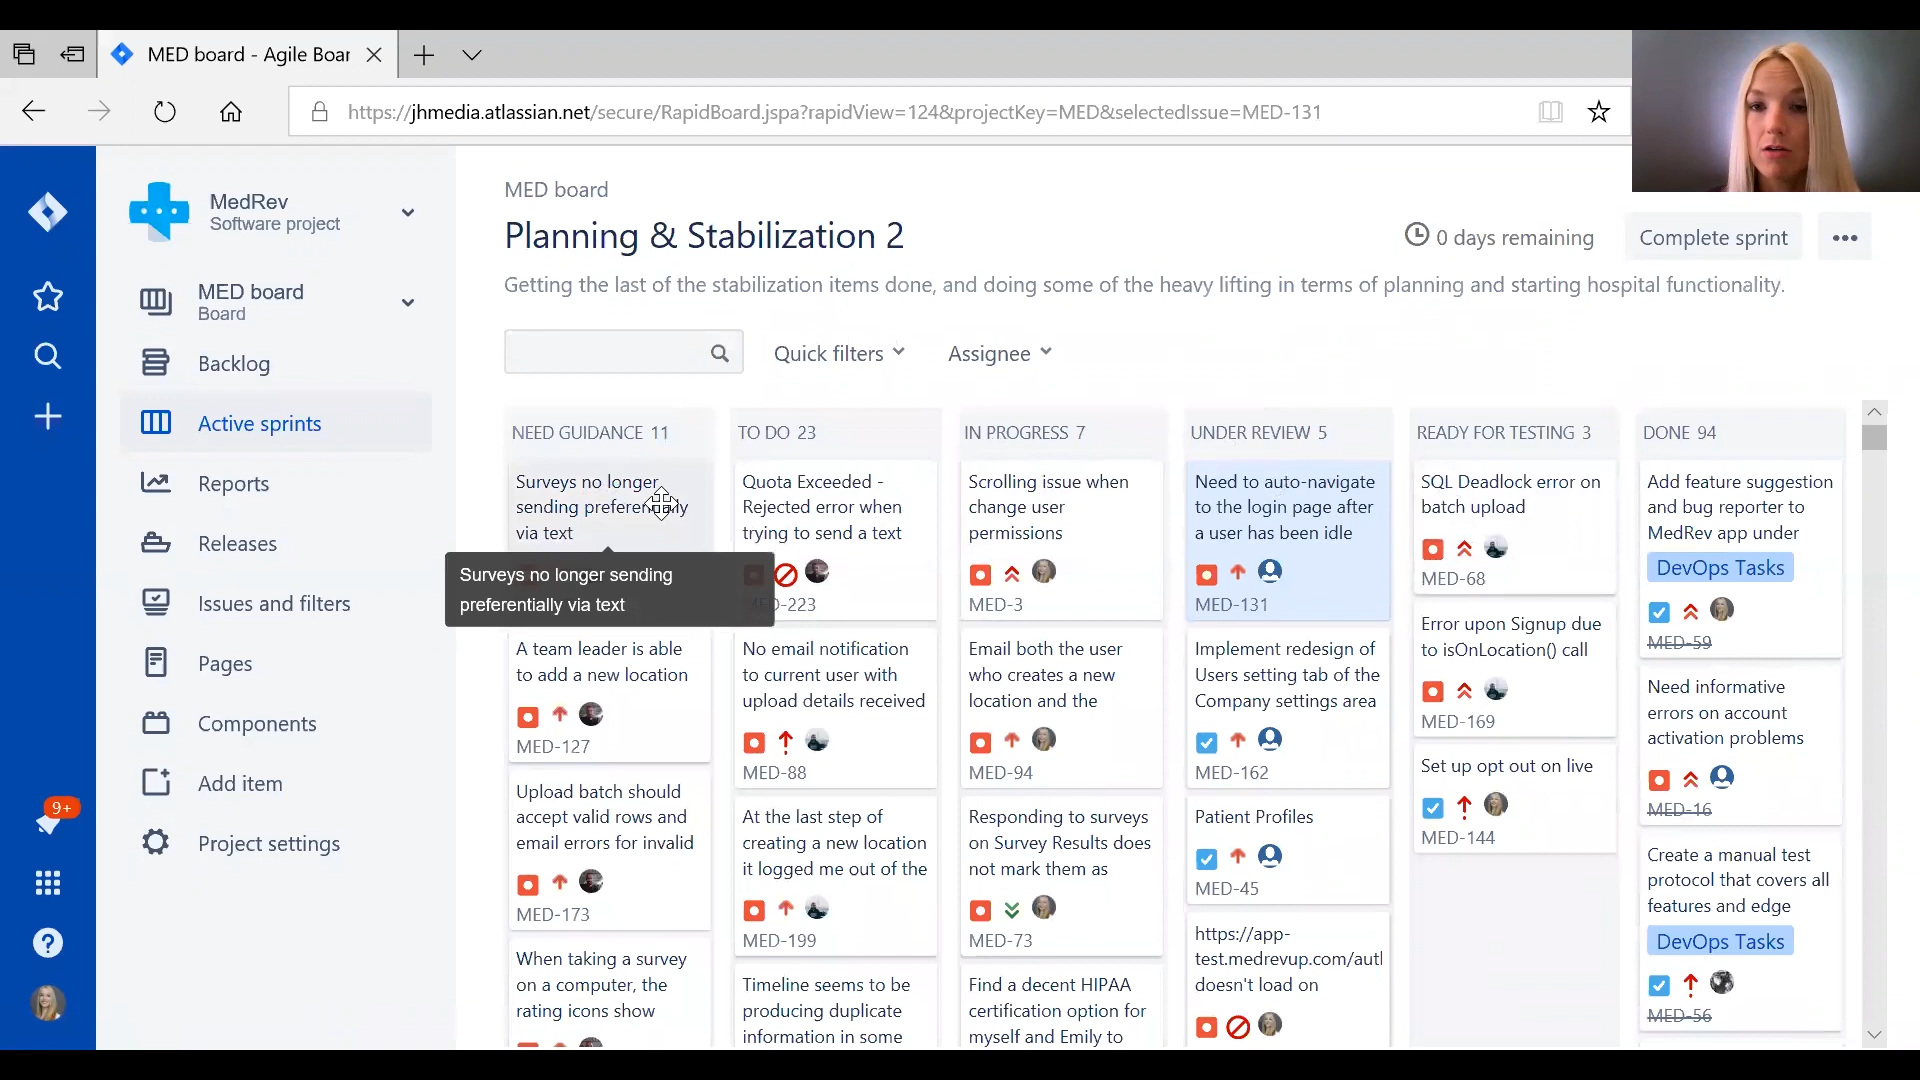 MED board - Agile Boar
https://jhmedia.atlassian.net/secure/RapidBoard.jspa?rapidView=124&projectKey=MED&selectedIssue=MED-131
MedRev
Software project
MED board
Board
Backlog
Active sprints
Reports
Releases
Issues and filters
Pages
Components
Add item
Project settings
9+
MED board
Planning & Stabilization 2
0 days remaining
Complete sprint
Getting the last of the stabilization items done, and doing some of the heavy lifting in terms of planning and starting hospital functionality.
Quick filters
Assignee
NEED GUIDANCE 11
Surveys no longer
sending preferentially
via text
Surveys no longer sending
preferentially via text
A team leader is able
to add a new location
MED-127
Upload batch should
accept valid rows and
email errors for invalid
MED-173
When taking a survey
on a computer, the
rating icons show
TO DO 23
Quota Exceeded -
Rejected error when
trying to send a text
MED-223
No email notification
to current user with
upload details received
MED-88
At the last step of
creating a new location
it logged me out of the
MED-199
Timeline seems to be
producing duplicate
information in some
IN PROGRESS 7
Scrolling issue when
change user
permissions
MED-3
Email both the user
who creates a new
location and the
MED-94
Responding to surveys
on Survey Results does
not mark them as
MED-73
Find a decent HIPAA
certification option for
myself and Emily to
UNDER REVIEW 5
Need to auto-navigate
to the login page after
a user has been idle
MED-131
Implement redesign of
Users setting tab of the
Company settings area
MED-162
Patient Profiles
MED-45
https://app-
test.medrevup.com/auth
doesn't load on
READY FOR TESTING 3
SQL Deadlock error on
batch upload
MED-68
Error upon Signup due
to isOnLocation() call
MED-169
Set up opt out on live
MED-144
DONE 94
Add feature suggestion
and bug reporter to
MedRev app under
DevOps Tasks
MED-59
Need informative
errors on account
activation problems
MED-16
Create a manual test
protocol that covers all
features and edge
DevOps Tasks
MED-56